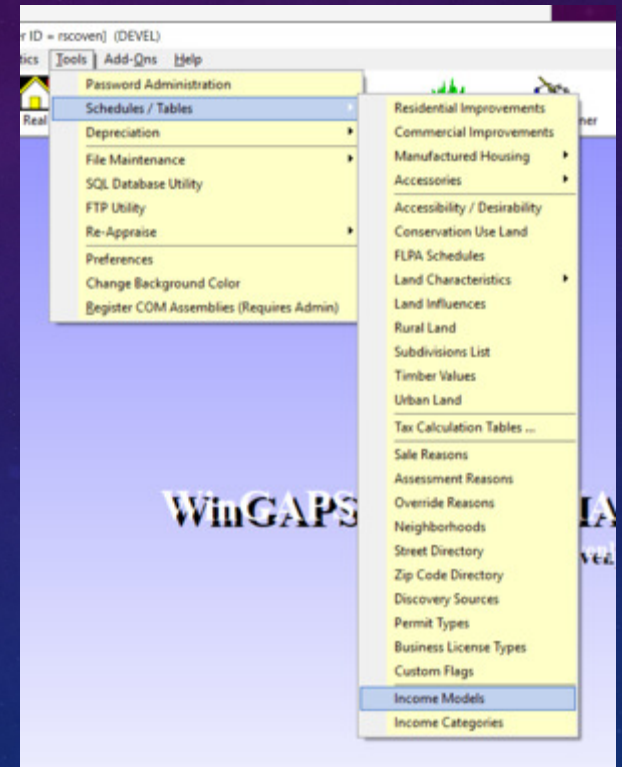 r ID = rscoven] (DEVEL)
tics Tools Add-Ons Help
Real
ner
Password Administration
Schedules / Tables
Depreciation
File Maintenance
SQL Database Utility
FTP Utility
Re-Appraise
Preferences
Change Background Color
Register COM Assemblies (Requires Admin)
Residential Improvements
Commercial Improvements
Manufactured Housing
Accessories
Accessibility / Desirability
Conservation Use Land
FLPA Schedules
Land Characteristics
Land Influences
Rural Land
Subdivisions List
Timber Values
Urban Land
Tax Calculation Tables ...
Sale Reasons
Assessment Reasons
Override Reasons
Neighborhoods
Street Directory
Zip Code Directory
Discovery Sources
Permit Types
Business License Types
Custom Flags
Income Models
Income Categories
WinGAPS